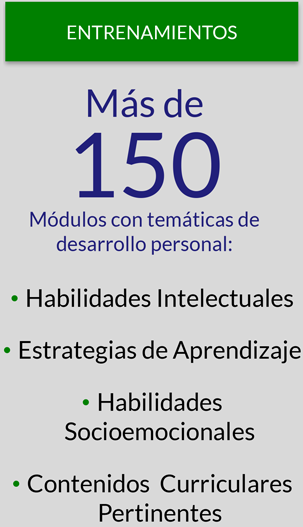 ENTRENAMIENTOS
Más de
150
Módulos con temáticas de
desarrollo personal:
• Habilidades Intelectuales
• Estrategias de Aprendizaje
• Habilidades
Socioemocionales
• Contenidos  Curriculares
Pertinentes